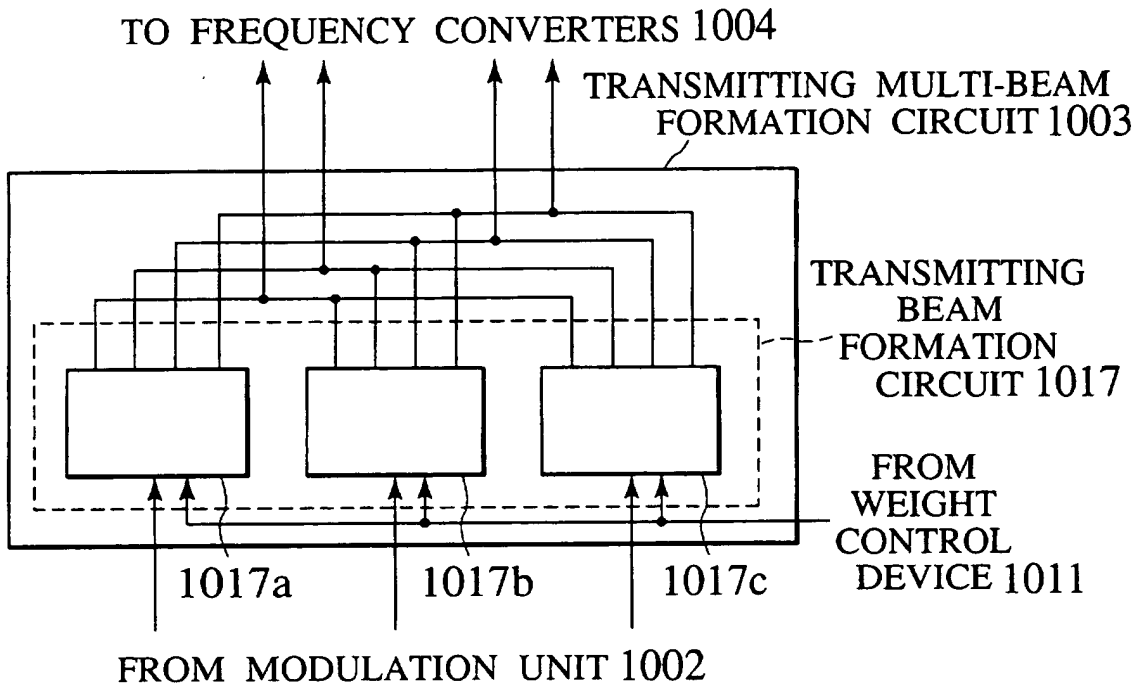 TO FREQUENCY CONVERTERS 1004
TRANSMITTING MULTI-BEAM
FORMATION CIRCUIT 1003
TRANSMITTING
BEAM
FORMATION
CIRCUIT 1017
FROM
WEIGHT
CONTROL
DEVICE 1011
1017a
1017b
1017c
FROM MODULATION UNIT 1002